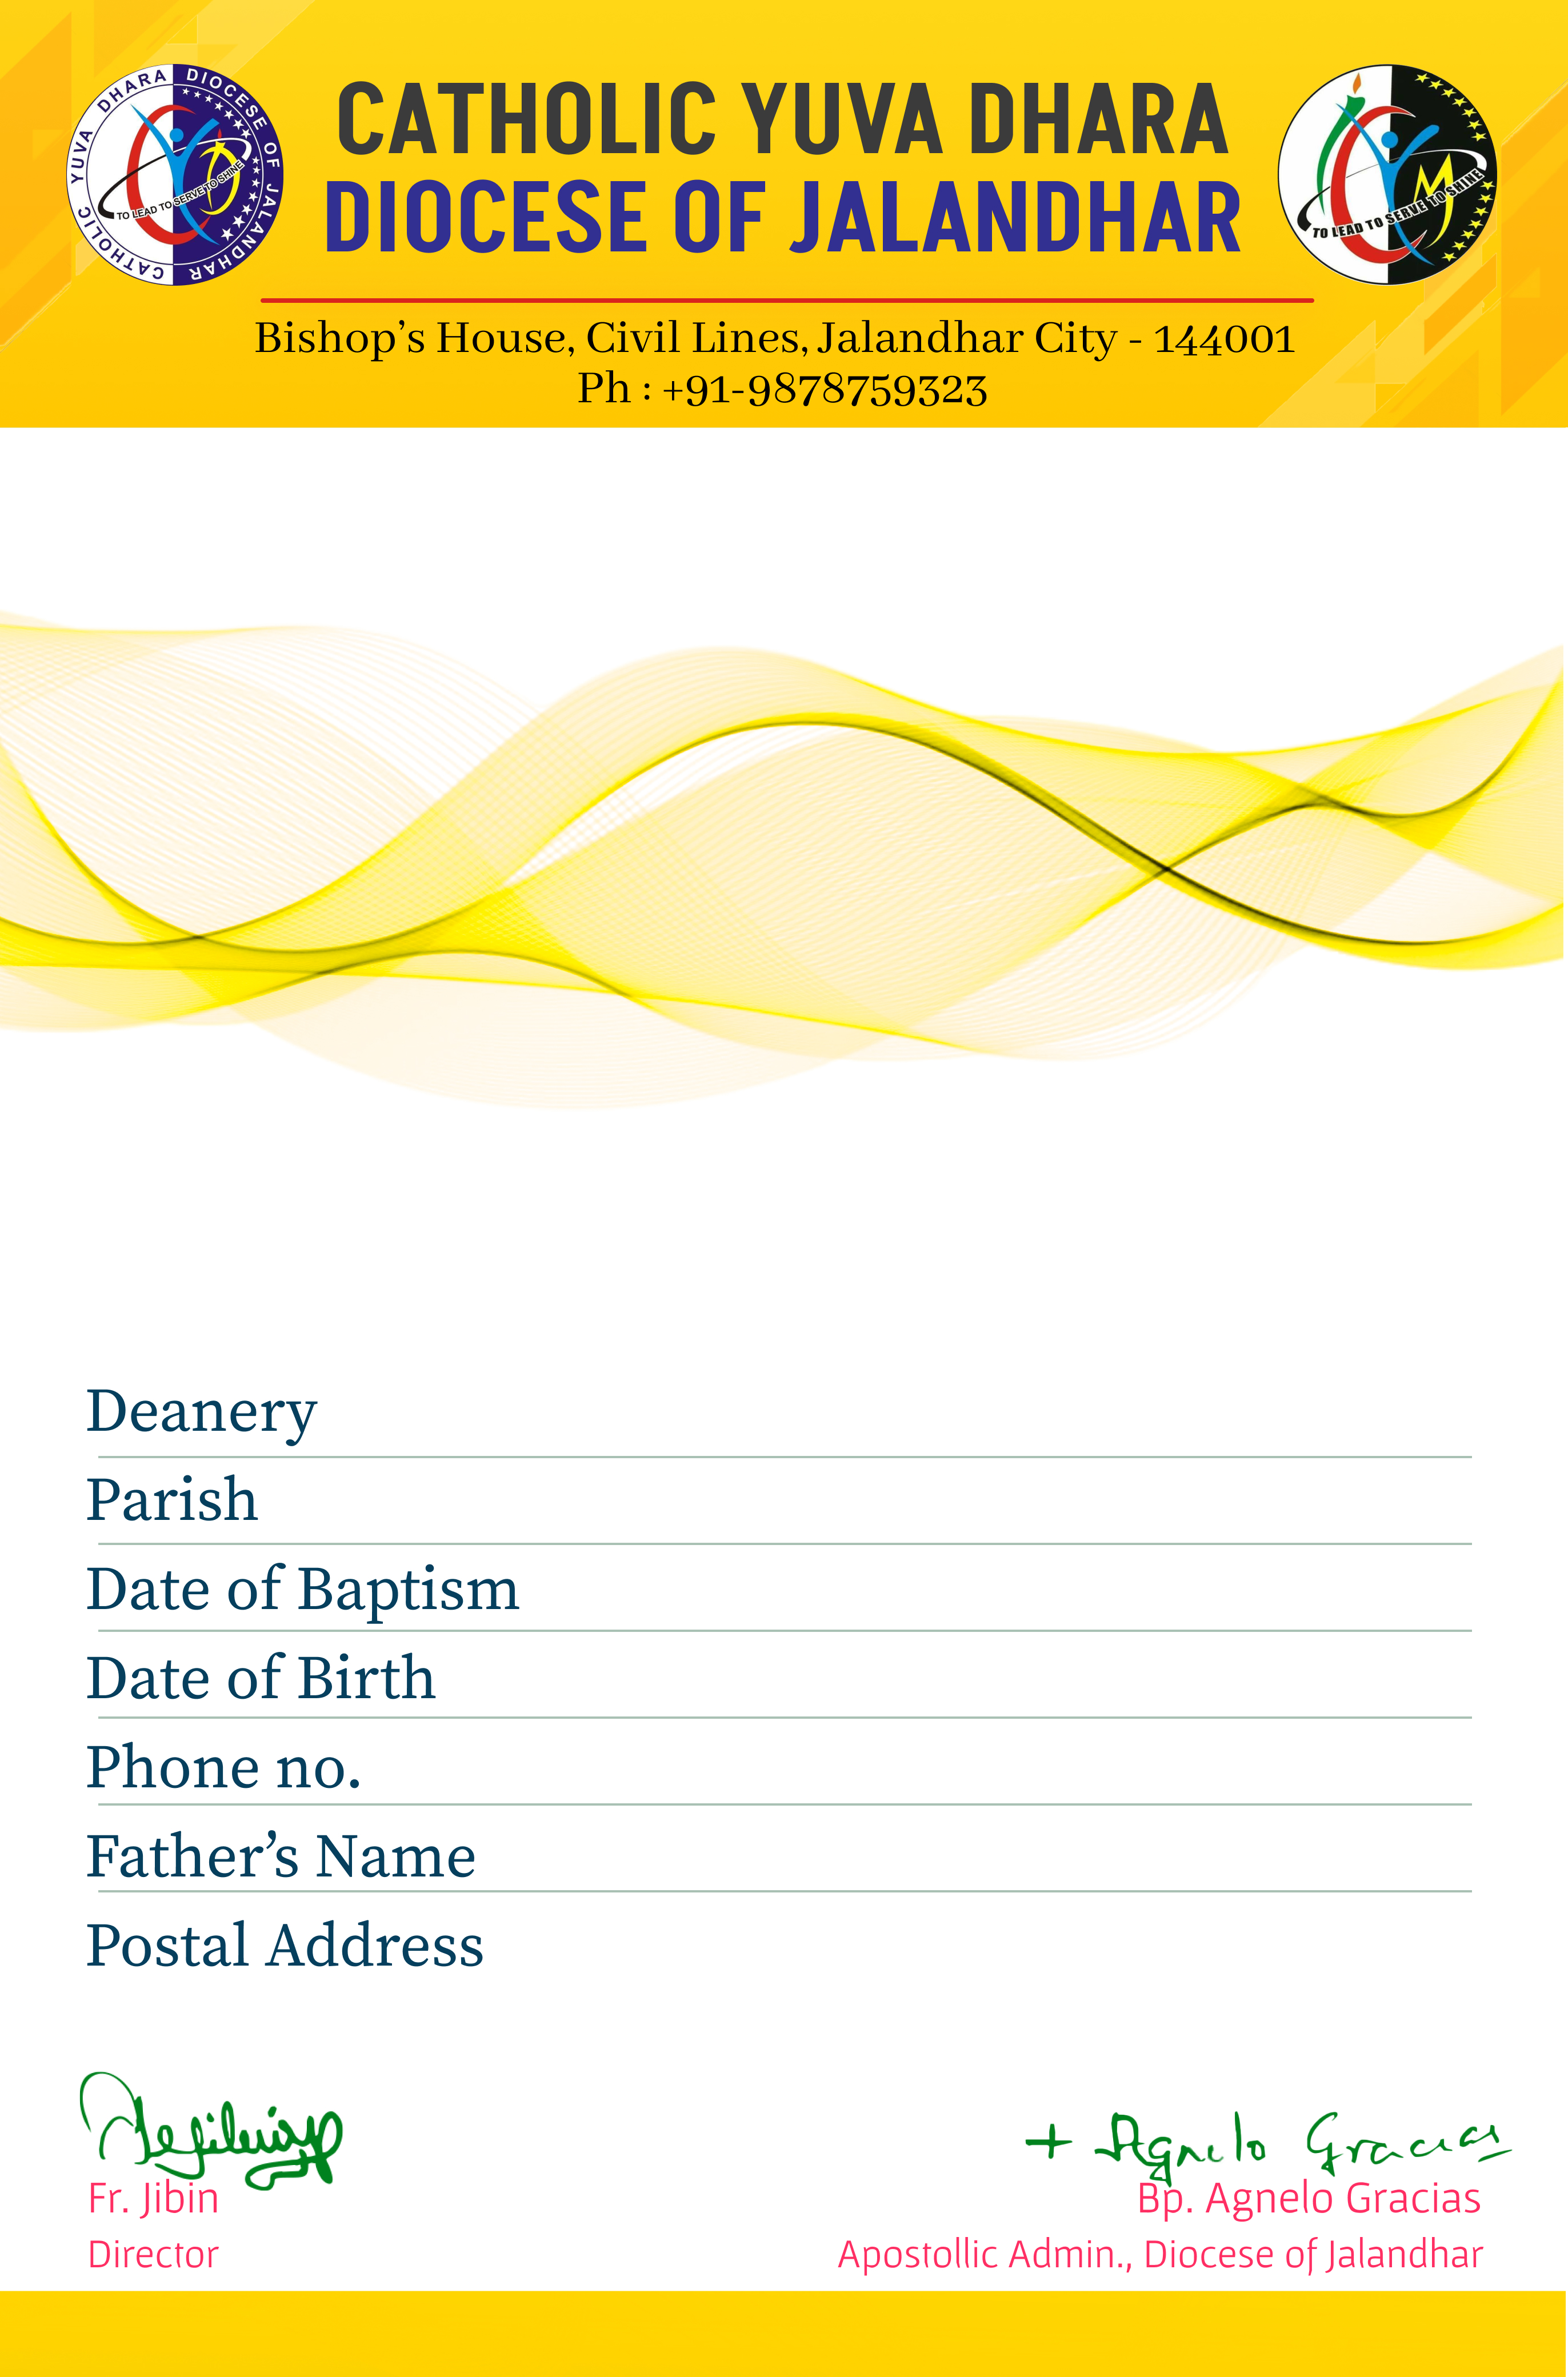 CATHOLIC YUVA DHARA DIOCESE OF JALANDHAR
TO LEAD TO SERVE TO SHINE
CATHOLIC YUVA DHARA
DIOCESE OF JALANDHAR
TO LEAD TO SERVE TO SHINE
Bishop’s House, Civil Lines, Jalandhar City - 144001
Ph : +91-9878759323
Deanery
Parish
Date of Baptism
Date of Birth
Phone no.
Father’s Name
Postal Address
+ Agnelo Gracias
Fr. Jibin
Bp. Agnelo Gracias
Director
Apostollic Admin., Diocese of Jalandhar